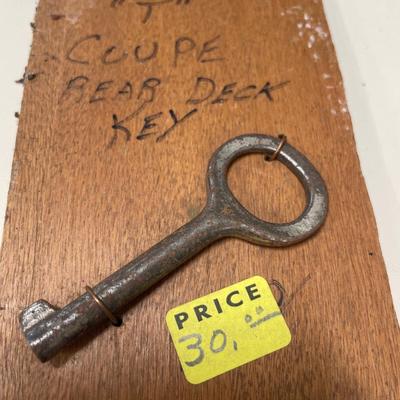 "T"
COUPE
REAR DECK
KEY
PRICE
30.00